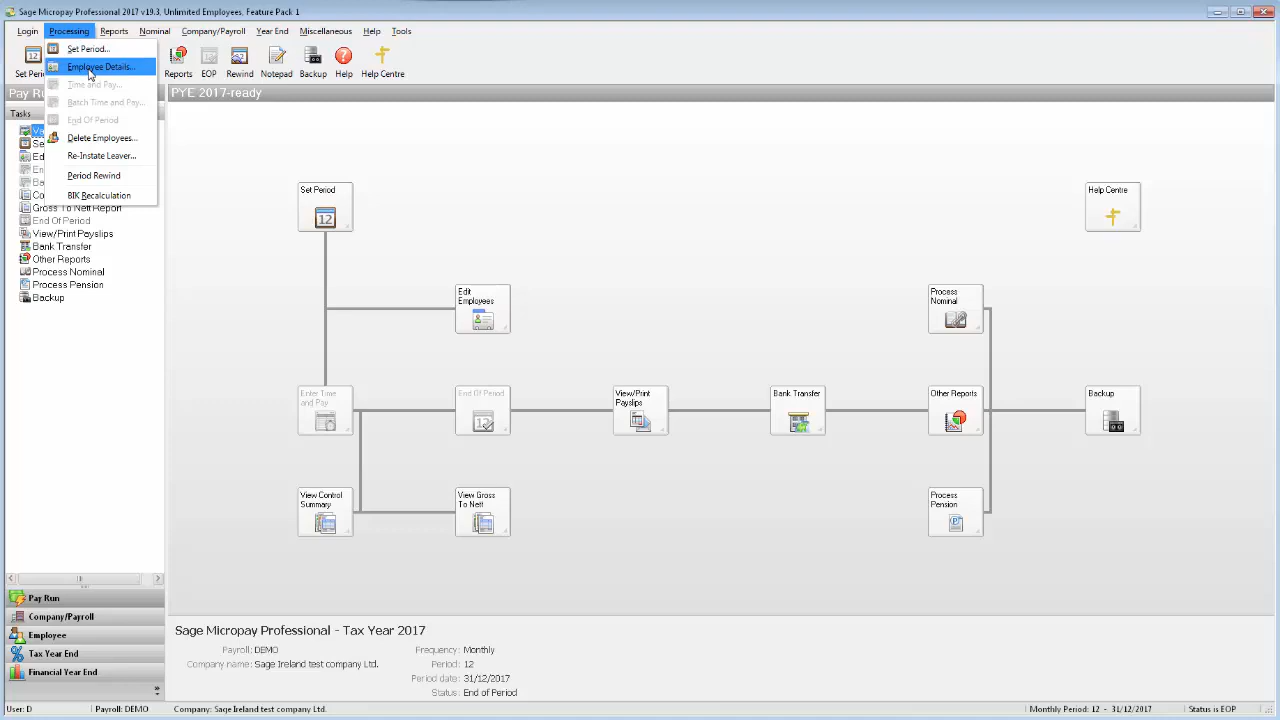 Sage Micropay Professional 2017 v19.3, Unlimited Employees, Feature Pack 1
Login Processing Reports Nominal Company/Payroll Year End Miscellaneous Help Tools
Set Period...
Employee Details...
Time and Pay...
Batch Time and Pay...
End Of Period
Delete Employees...
Re-Instate Leaver...
Period Rewind
BIK Recalculation
Reports EOP Rewind Notepad Backup Help Help Centre
PYE 2017-ready
Tasks
Gross To Nett Report
End Of Period
View/Print Payslips
Bank Transfer
Other Reports
Process Nominal
Process Pension
Backup
Set Period
12
Help Centre
Edit
Employees
Process
Nominal
Enter Time
and Pay
End Of Period
View/Print
Payslips
Bank Transfer
Other Reports
Backup
View Control
Summary
View Gross
To Nett
Process
Pension
Pay Run
Company/Payroll
Employee
Tax Year End
Financial Year End
Sage Micropay Professional - Tax Year 2017
Payroll: DEMO Frequency: Monthly
Company name: Sage Ireland test company Ltd. Period: 12
Period date: 31/12/2017
Status: End of Period
User: D Payroll: DEMO Company: Sage Ireland test company Ltd. Monthly Period: 12 - 31/12/2017 Status is EOP